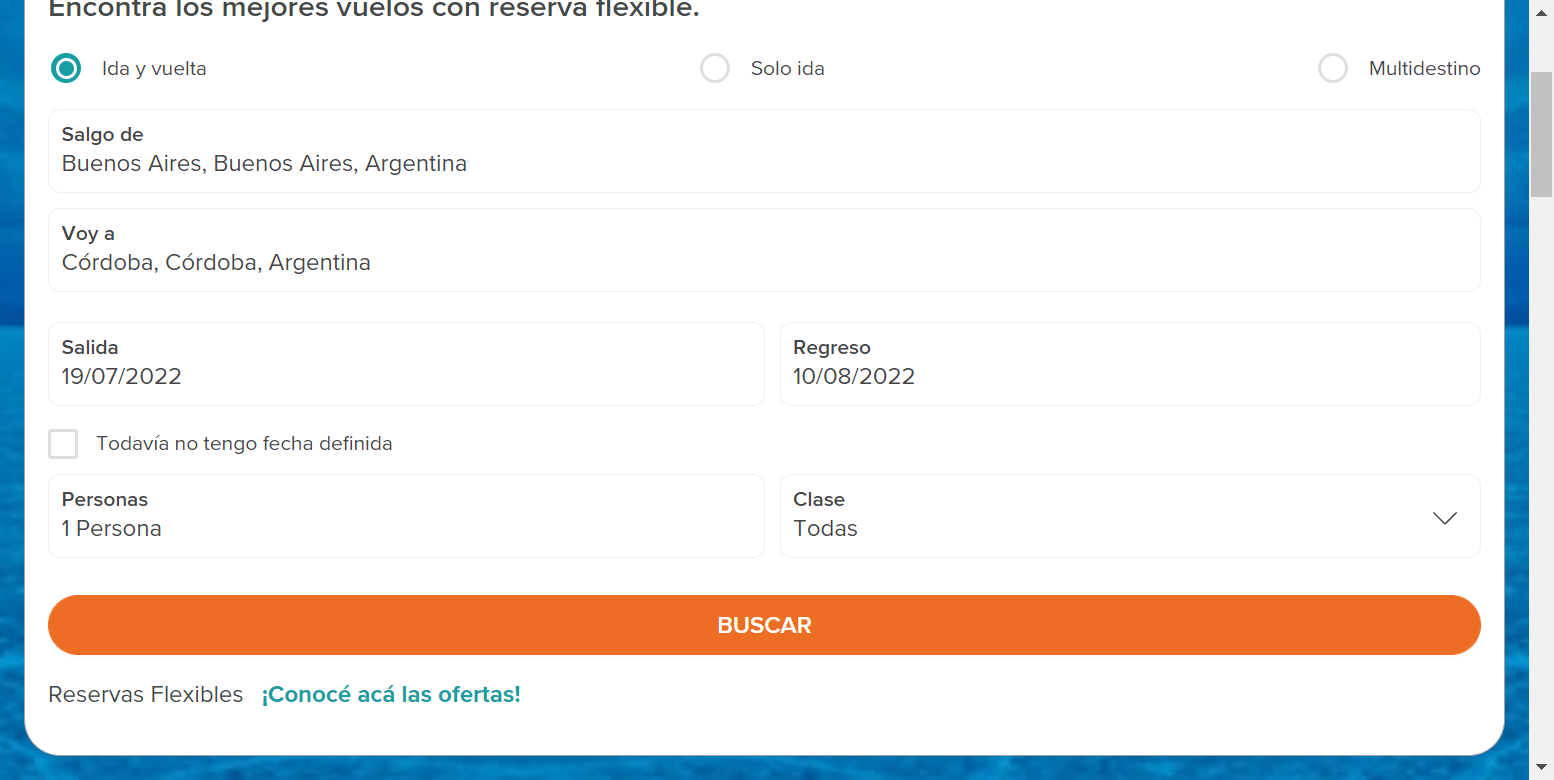 Encontrá los mejores vuelos con reserva flexible.
Ida y vuelta
Solo ida
Multidestino
Salgo de
Buenos Aires, Buenos Aires, Argentina
Voy a
Córdoba, Córdoba, Argentina
Salida
19/07/2022
Regreso
10/08/2022
Todavía no tengo fecha definida
Personas
1 Persona
Clase
Todas
BUSCAR
Reservas Flexibles ¡Conocé acá las ofertas!